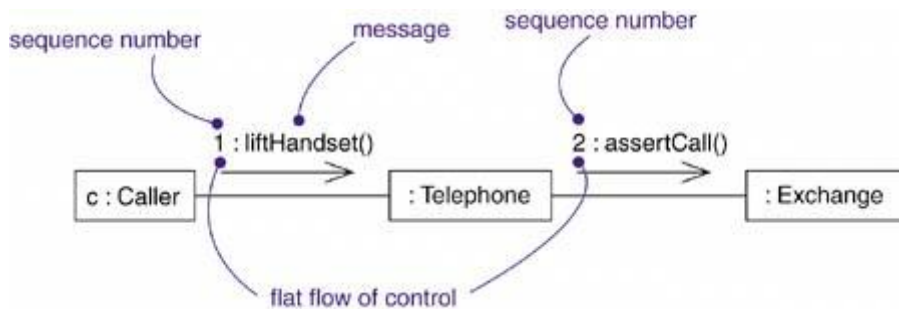 sequence number
message
sequence number
1 : liftHandset()
2 : assertCall()
c : Caller
: Telephone
: Exchange
flat flow of control